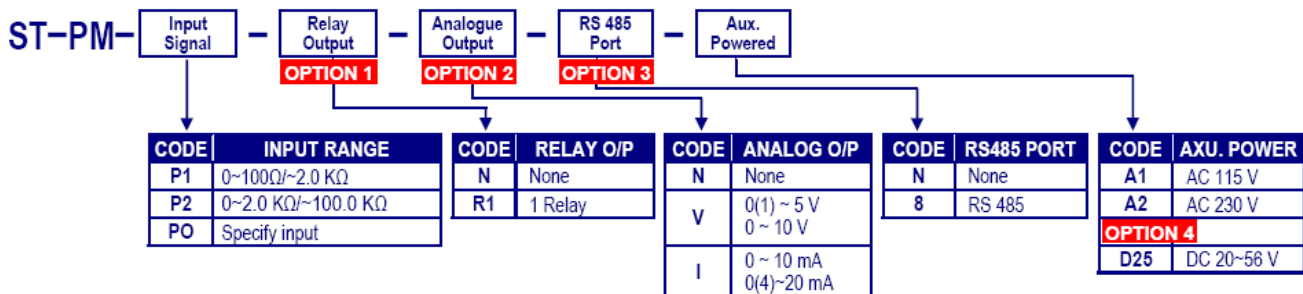 ST-PM- Input Signal - Relay Output - Analogue Output - RS 485 Port - Aux. Powered
OPTION 1 OPTION 2 OPTION 3
CODE INPUT RANGE
P1 0~100Ω/~2.0 KΩ
P2 0~2.0 KΩ/~100.0 KΩ
PO Specify input
CODE RELAY O/P
N None
R1 1 Relay
CODE ANALOG O/P
N None
V 0(1) ~ 5 V
0 ~ 10 V
I 0 ~ 10 mA
0(4)~20 mA
CODE RS485 PORT
N None
8 RS 485
CODE AXU. POWER
A1 AC 115 V
A2 AC 230 V
OPTION 4
D25 DC 20~56 V